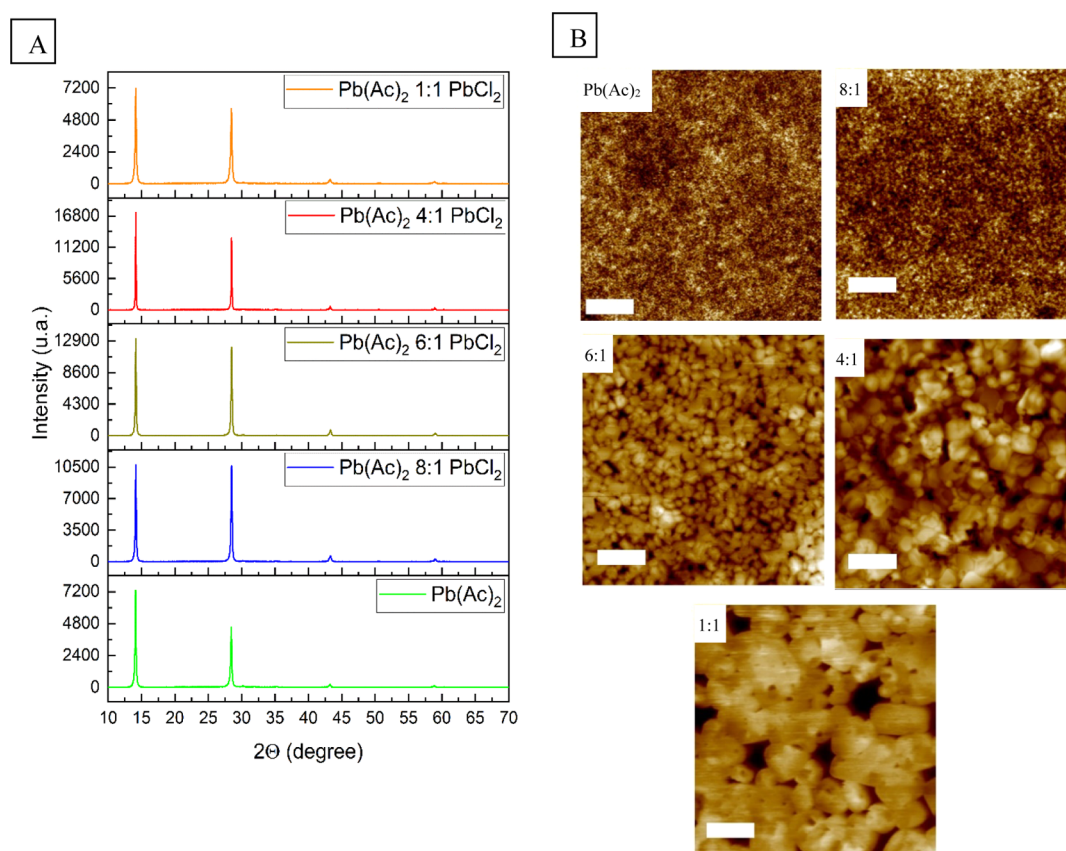 A
B
Intensity (u.a.)
Pb(Ac)₂ 1:1 PbCl₂
7200
4800
2400
0
Pb(Ac)₂ 4:1 PbCl₂
16800
11200
5600
0
Pb(Ac)₂ 6:1 PbCl₂
12900
8600
4300
0
Pb(Ac)₂ 8:1 PbCl₂
10500
7000
3500
0
Pb(Ac)₂
7200
4800
2400
0
10 15 20 25 30 35 40 45 50 55 60 65 70
2Θ (degree)
Pb(Ac)₂
8:1
6:1
4:1
1:1